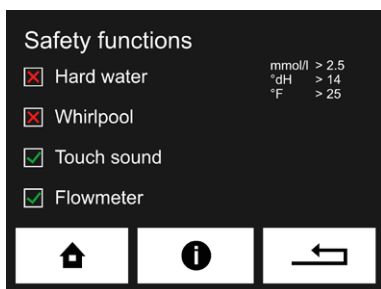 Safety functions
Hard water
mmol/l > 2.5
°dH > 14
°F > 25
Whirlpool
Touch sound
Flowmeter